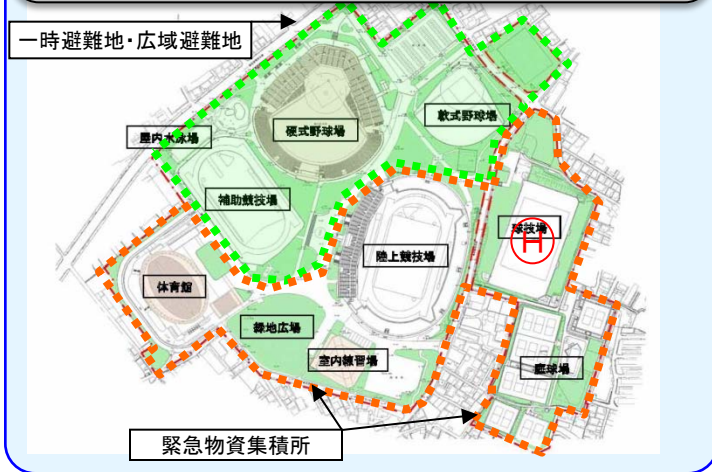 一時避難地・広域避難地
硬式野球場
軟式野球場
屋内水泳場
補助競技場
球技場
H
陸上競技場
体育館
緑地広場
室内練習場
庭球場
緊急物資集積所